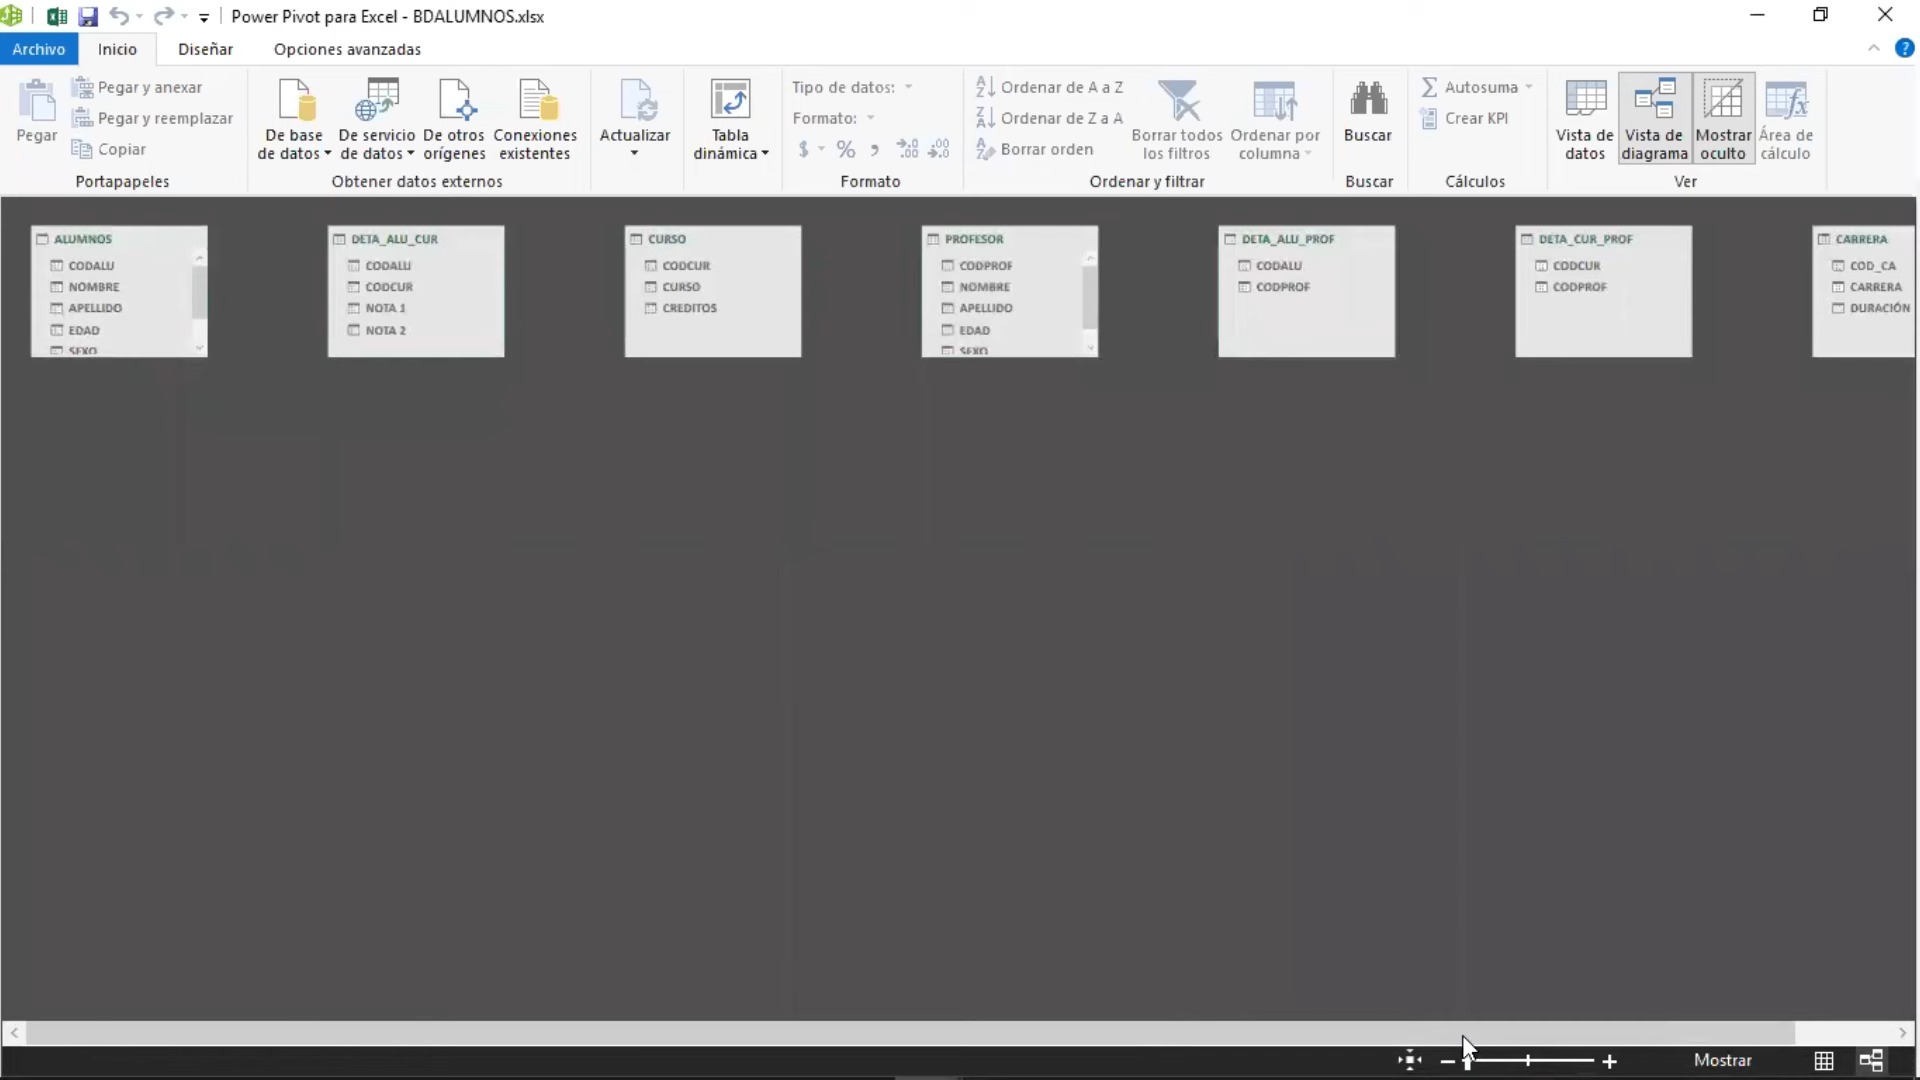 Power Pivot para Excel - BDALUMNOS.xlsx
Archivo Inicio Diseñar Opciones avanzadas
Pegar
Pegar y anexar
Pegar y reemplazar
Copiar
Portapapeles
De base de datos
De servicio de datos
De otros orígenes
Conexiones existentes
Obtener datos externos
Actualizar
Tabla dinámica
Tipo de datos:
Formato:
$ % ,
Formato
Ordenar de A a Z
Ordenar de Z a A
Borrar orden
Borrar todos los filtros
Ordenar por columna
Ordenar y filtrar
Buscar
Buscar
Autosuma
Crear KPI
Cálculos
Vista de datos
Vista de diagrama
Mostrar oculto
Área de cálculo
Ver
ALUMNOS
CODALU
NOMBRE
APELLIDO
EDAD
SEXO
DETA_ALU_CUR
CODALU
CODCUR
NOTA 1
NOTA 2
CURSO
CODCUR
CURSO
CREDITOS
PROFESOR
CODPROF
NOMBRE
APELLIDO
EDAD
SEXO
DETA_ALU_PROF
CODALU
CODPROF
DETA_CUR_PROF
CODCUR
CODPROF
CARRERA
COD_CA
CARRERA
DURACIÓN
Mostrar